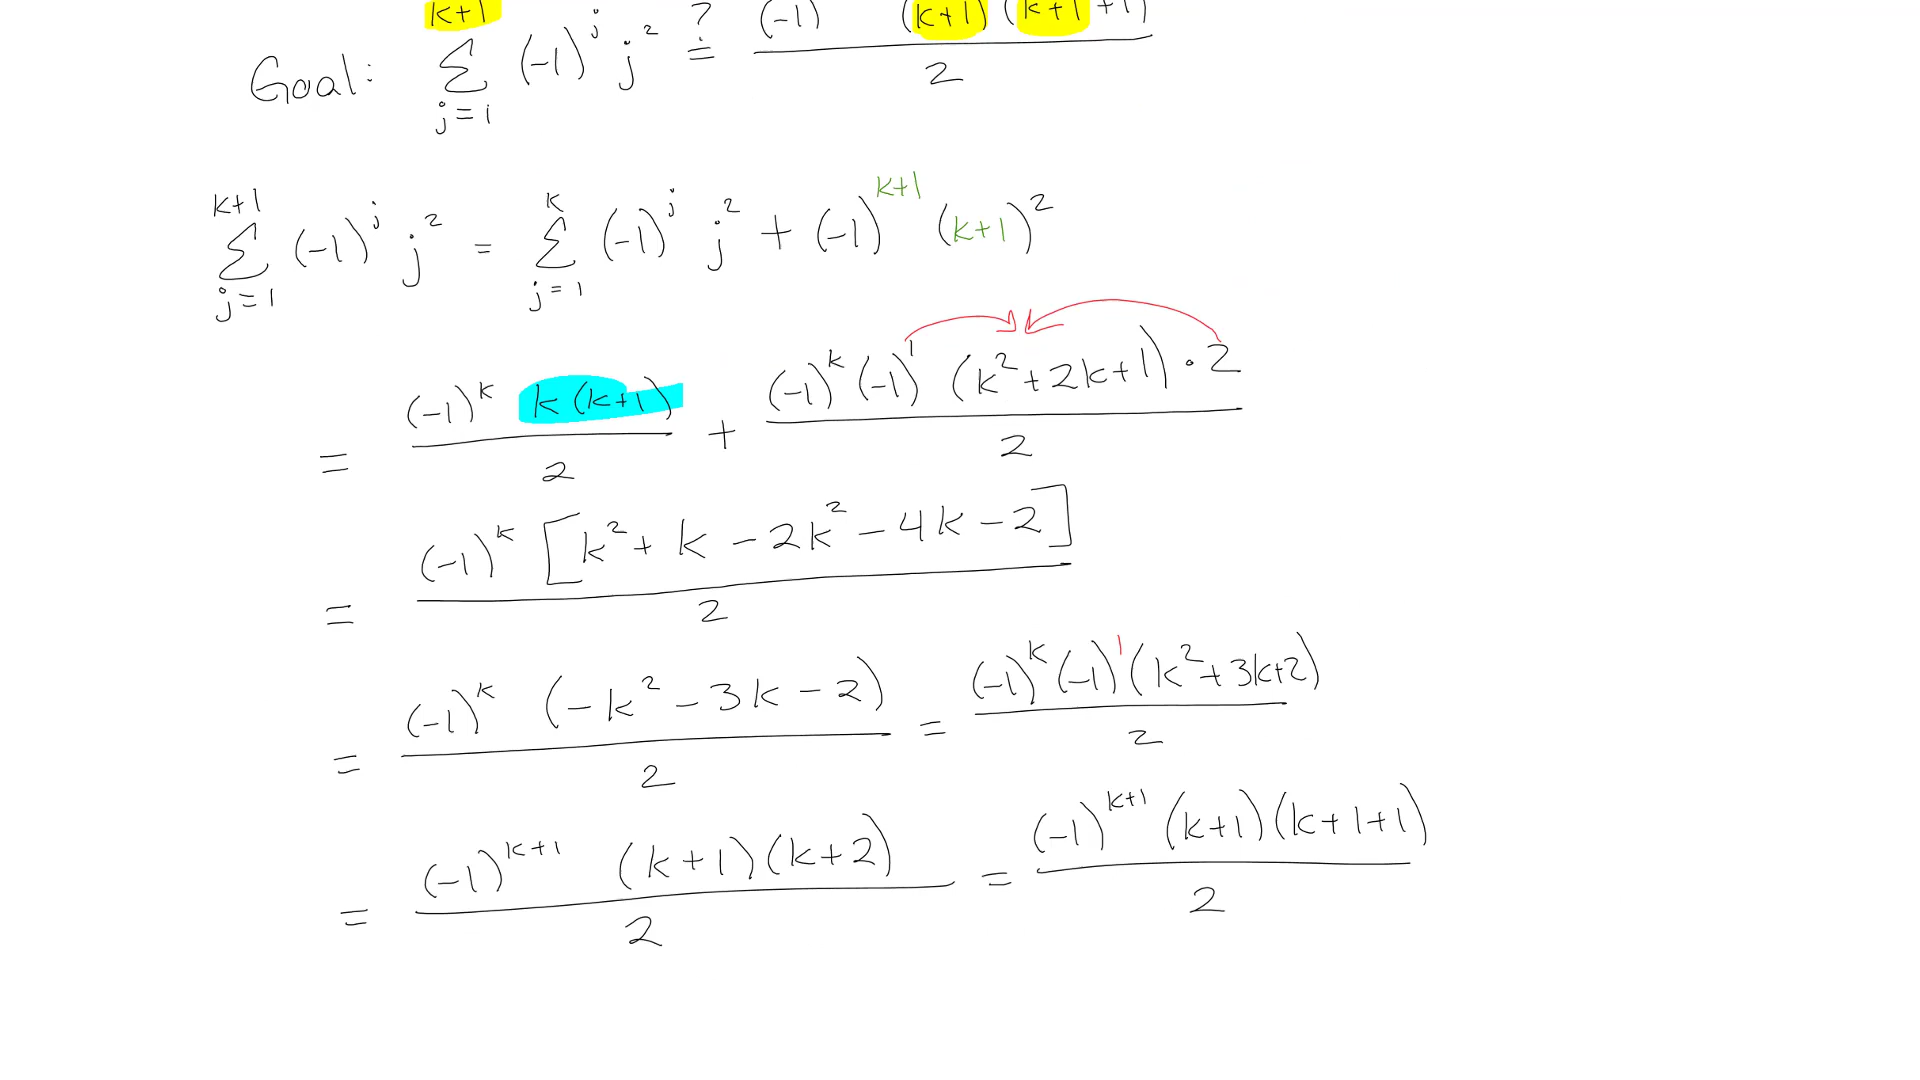 Goal: \sum_{j=1}^{k+1} (-1)^j j^2 \stackrel{?}{=} \frac{(-1) (k+1)(k+1+1)}{2}
\sum_{j=1}^{k+1} (-1)^j j^2 = \sum_{j=1}^{k} (-1)^j j^2 + (-1)^{k+1} (k+1)^2
= \frac{(-1)^k k(k+1)}{2} + \frac{(-1)^k (-1)^1 (k^2+2k+1) \cdot 2}{2}
= \frac{(-1)^k [k^2 + k - 2k^2 - 4k - 2]}{2}
= \frac{(-1)^k (-k^2 - 3k - 2)}{2} = \frac{(-1)^k (-1)^1 (k^2+3k+2)}{2}
= \frac{(-1)^{k+1} (k+1)(k+2)}{2} = \frac{(-1)^{k+1} (k+1)(k+1+1)}{2}